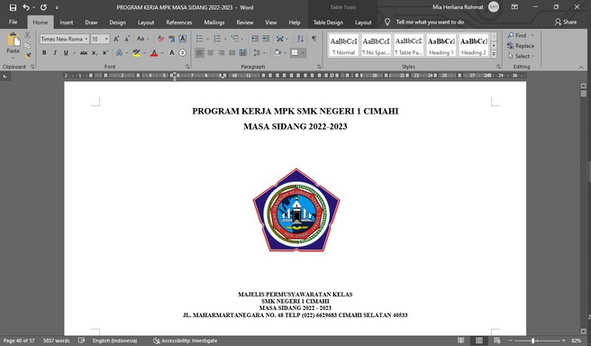 PROGRAM KERJA MPK MASA SIDANG 2022-2023 - Word
Table Tools
Mia Herliana Rohmat
File Home Insert Draw Design Layout References Mailings Review View Help Table Design Layout Tell me what you want to do Share
Paste
Times New Roma 10
AaBbCcI AaBbCcI AaBbCcI AaBbCc AaBbCc
¶ Normal ¶ No Spac... ¶ Table Pa... Heading 1 Heading 2
Find
Replace
Select
Clipboard Font Paragraph Styles Editing
PROGRAM KERJA MPK SMK NEGERI 1 CIMAHI
MASA SIDANG 2022-2023
MAJELIS PERMUSYAWARATAN KELAS
SMK NEGERI 1 CIMAHI
MASA SIDANG 2022 - 2023
JL. MAHARMARTANEGARA NO. 48 TELP (022) 6629683 CIMAHI SELATAN 40533
Page 40 of 57 5857 words English (Indonesia) Accessibility: Investigate 82%